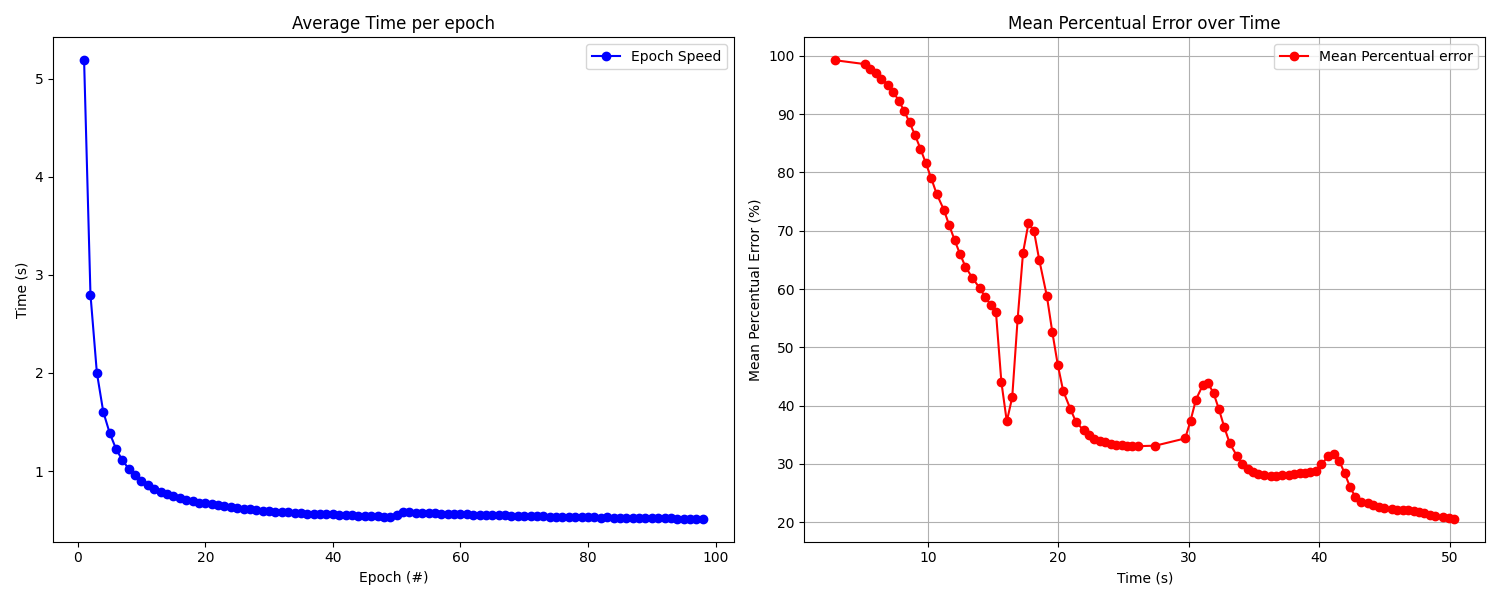 Average Time per epoch
Epoch Speed
5
4
3
2
1
Time (s)
0 20 40 60 80 100
Epoch (#)
Mean Percentual Error over Time
Mean Percentual error
100
90
80
70
60
50
40
30
20
Mean Percentual Error (%)
10 20 30 40 50
Time (s)